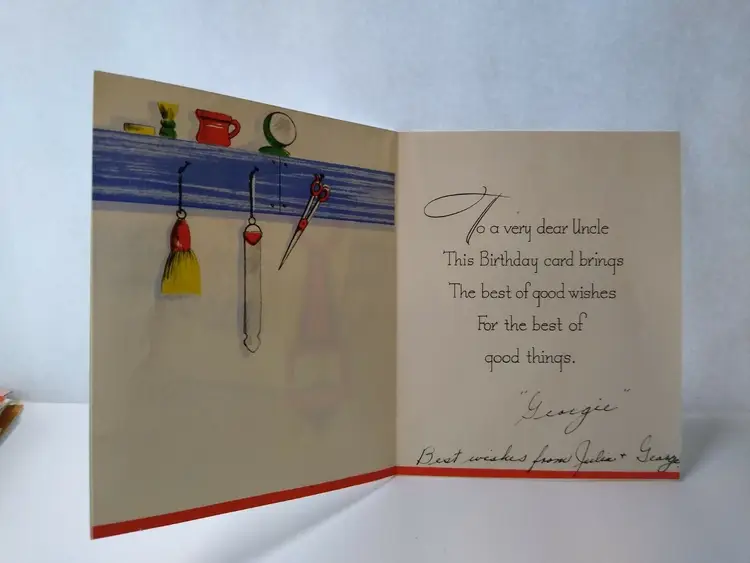 To a very dear Uncle
This Birthday card brings
The best of good wishes
For the best of
good things.
"Georgie"
Best wishes from Julia + George